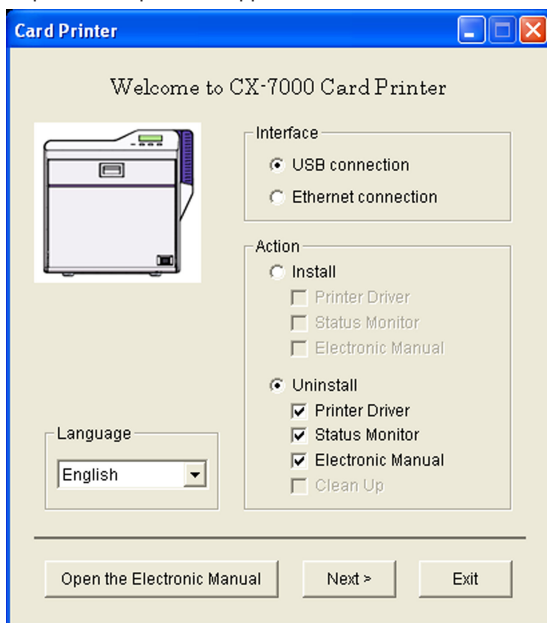 Card Printer
Welcome to CX-7000 Card Printer
Interface
USB connection
Ethernet connection
Action
Install
Printer Driver
Status Monitor
Electronic Manual
Uninstall
Printer Driver
Status Monitor
Electronic Manual
Clean Up
Language
English
Open the Electronic Manual
Next >
Exit